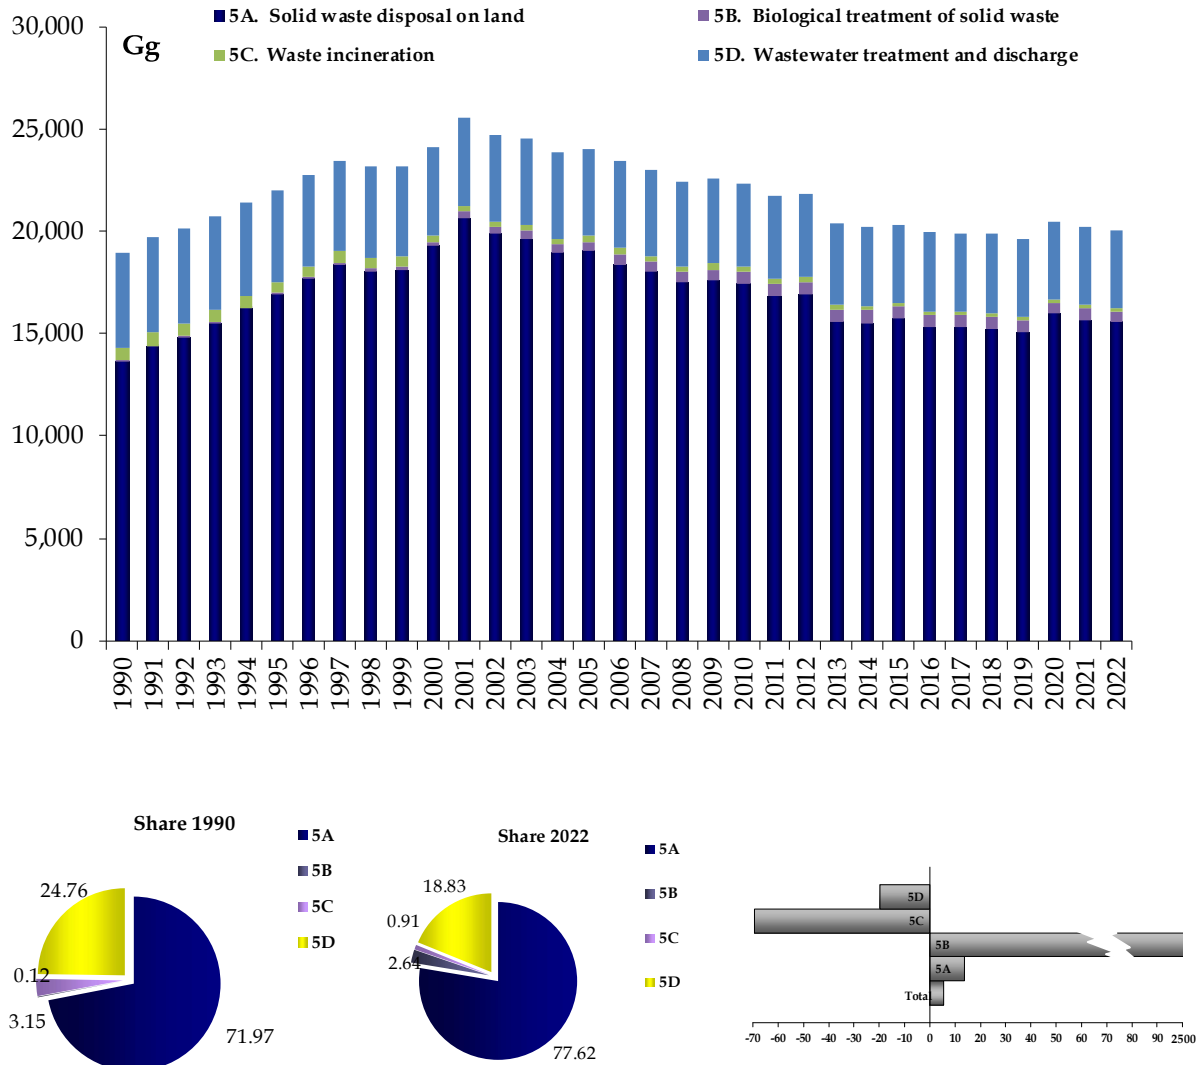 5A. Solid waste disposal on land
5B. Biological treatment of solid waste
5C. Waste incineration
5D. Wastewater treatment and discharge
Gg
30,000
25,000
20,000
15,000
10,000
5,000
0
1990 1991 1992 1993 1994 1995 1996 1997 1998 1999 2000 2001 2002 2003 2004 2005 2006 2007 2008 2009 2010 2011 2012 2013 2014 2015 2016 2017 2018 2019 2020 2021 2022
Share 1990
24.76
0.12
3.15
71.97
5A
5B
5C
5D
Share 2022
18.83
0.91
2.64
77.62
5A
5B
5C
5D
5D
5C
5B
5A
Total
-70 -60 -50 -40 -30 -20 -10 0 10 20 30 40 50 60 70 80 90 2500